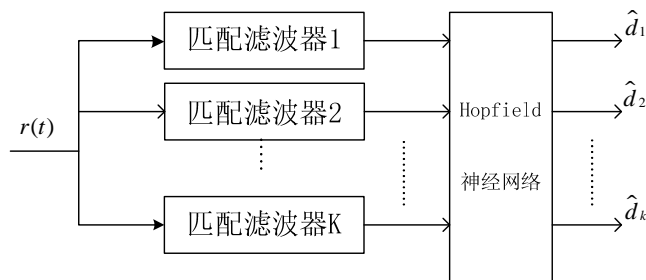 匹配滤波器1
d̂1
匹配滤波器2
Hopfield
d̂2
r(t)
神经网络
匹配滤波器K
d̂k